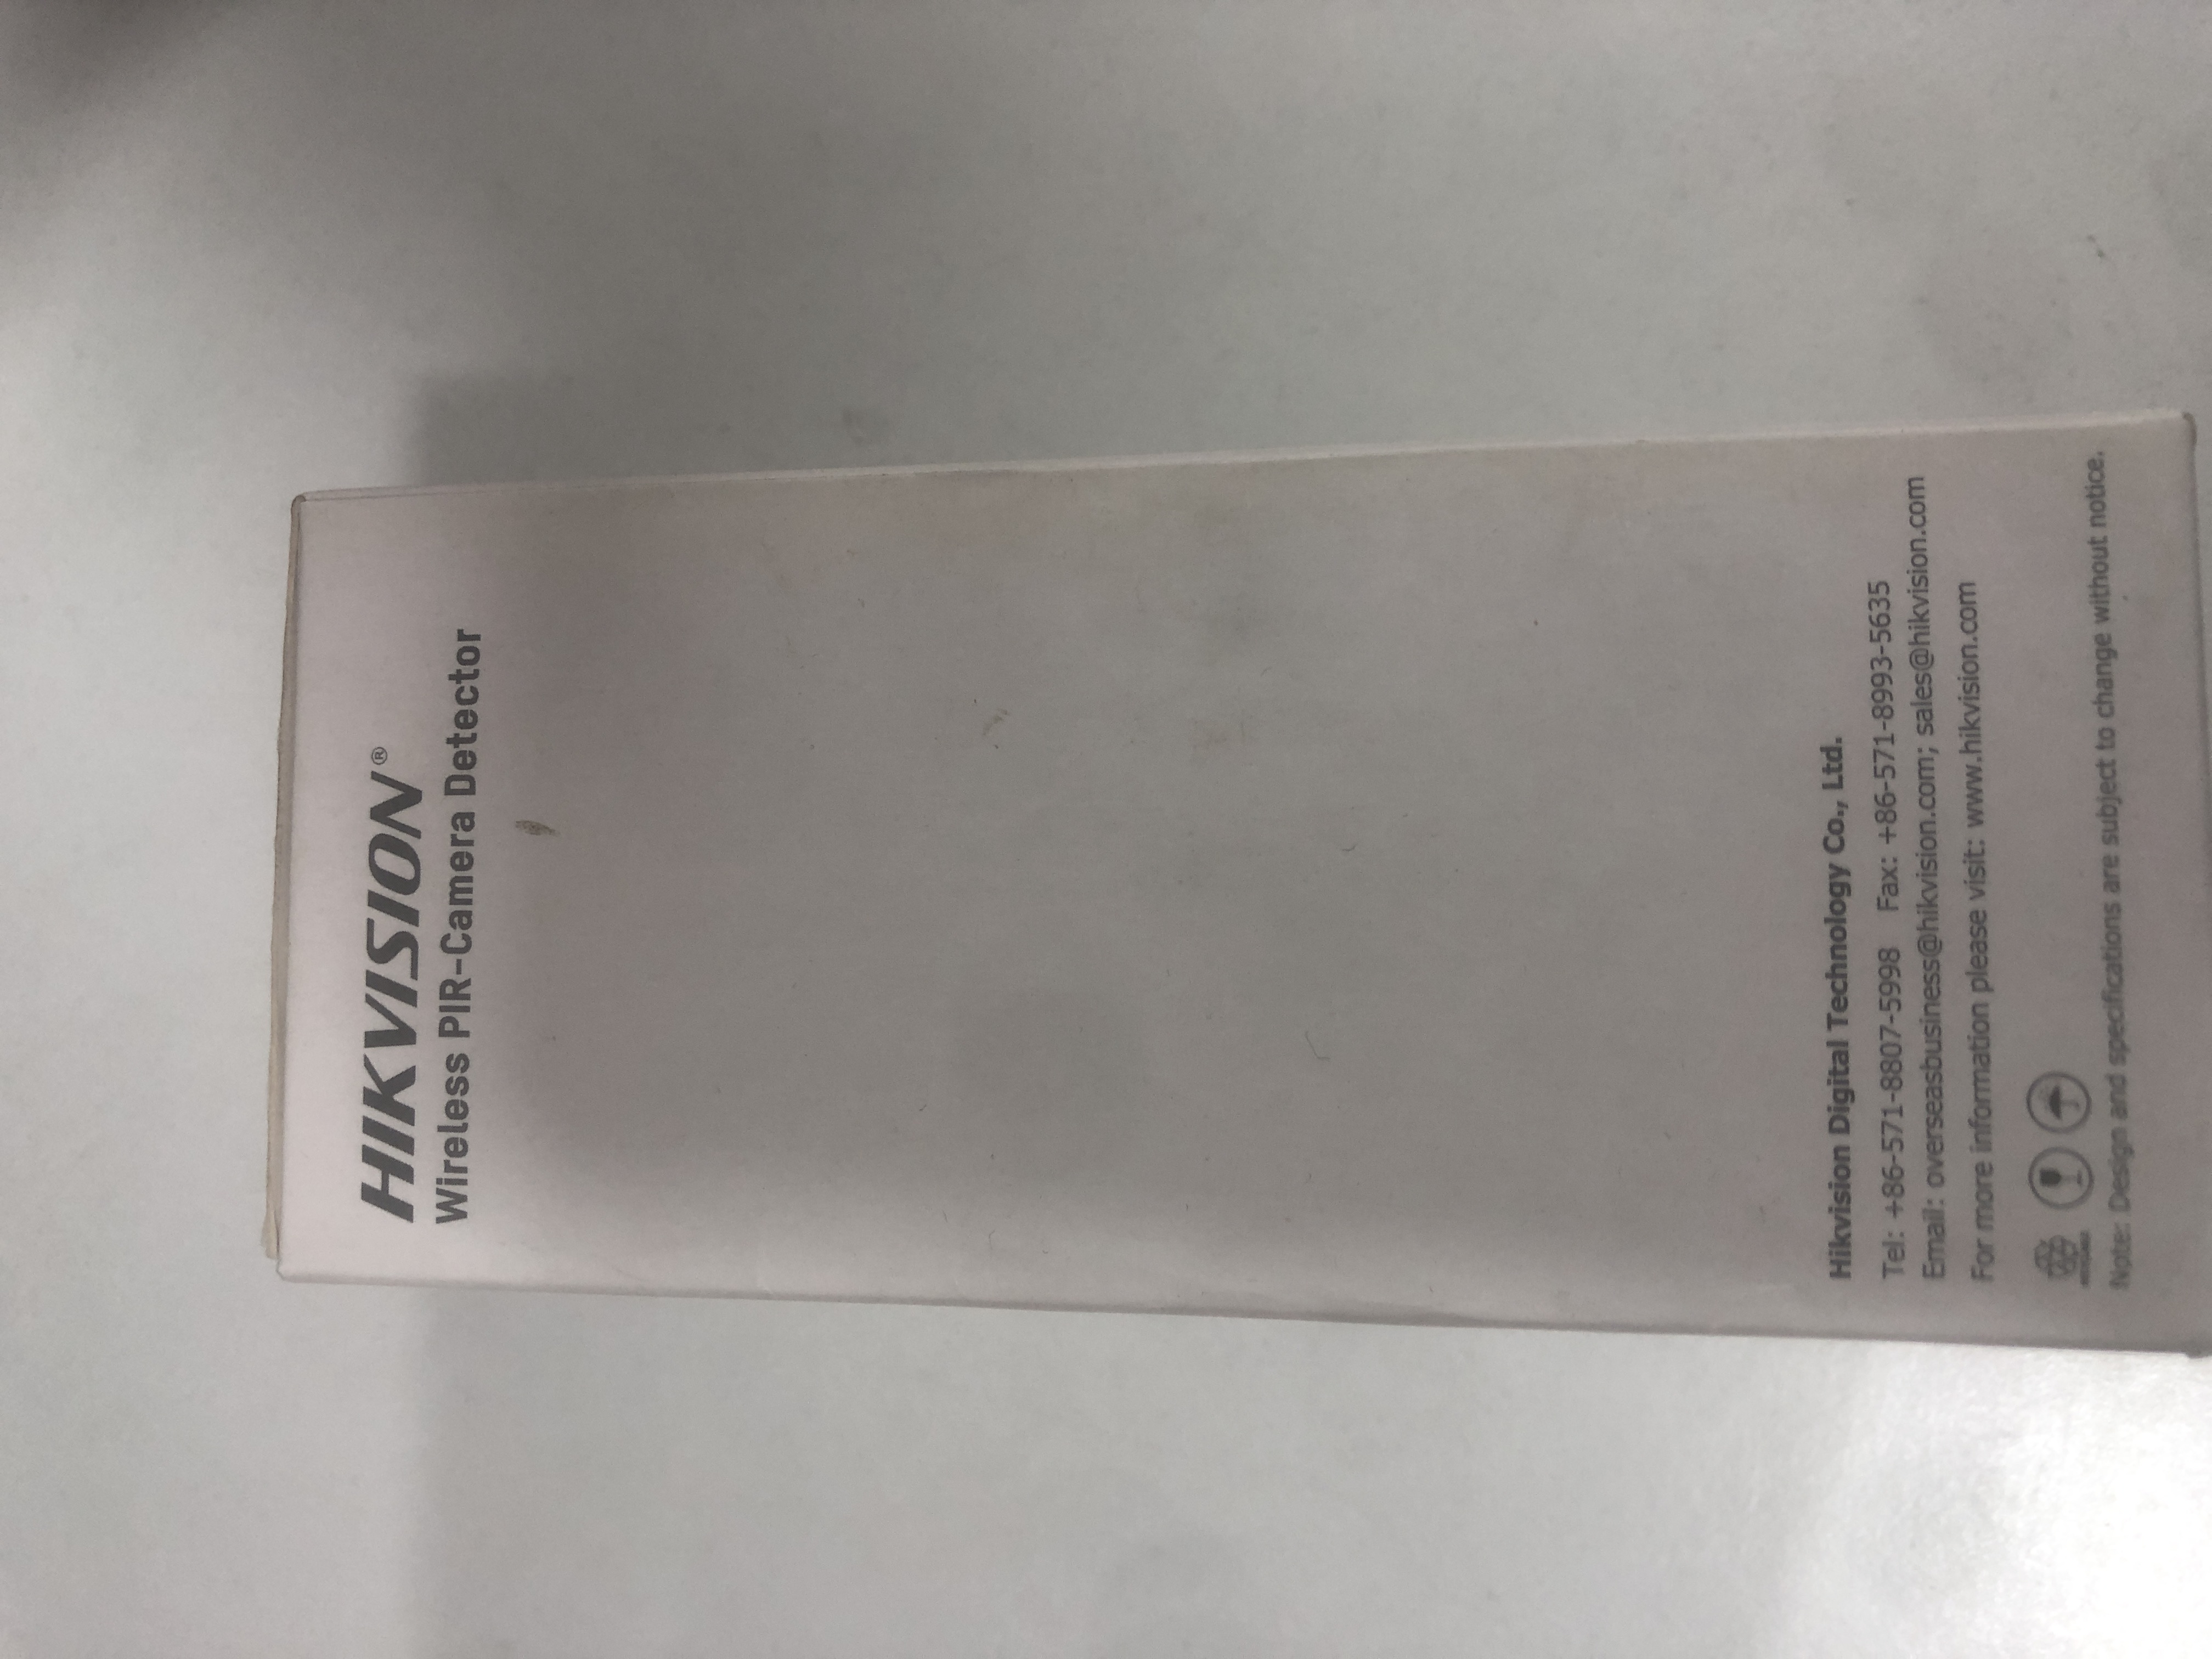 HIKVISION®
Wireless PIR-Camera Detector
Hikvision Digital Technology Co., Ltd.
Tel: +86-571-8807-5998 Fax: +86-571-8993-5635
Email: overseasbusiness@hikvision.com; sales@hikvision.com
For more information please visit: www.hikvision.com
Note: Design and specifications are subject to change without notice.